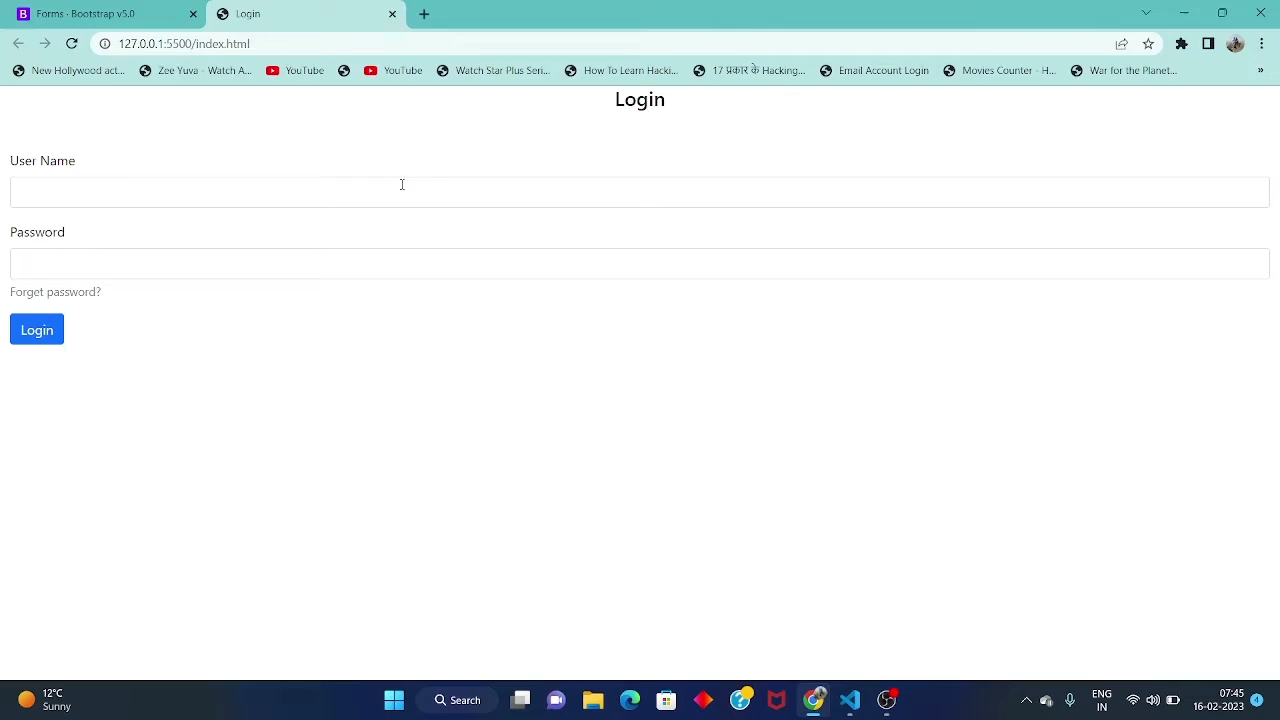 Forms · Bootstrap v5.0
Login
127.0.0.1:5500/index.html
New Hollywood act...
Zee Yuva - Watch A...
YouTube
YouTube
Watch Star Plus Seri...
How To Learn Hacki...
17 प्रकार के Hacking...
Email Account Login
Movies Counter - H...
War for the Planet...
»
Login
User Name
Password
Forget password?
Login
12°C
Sunny
Search
ENG
IN
07:45
16-02-2023
4